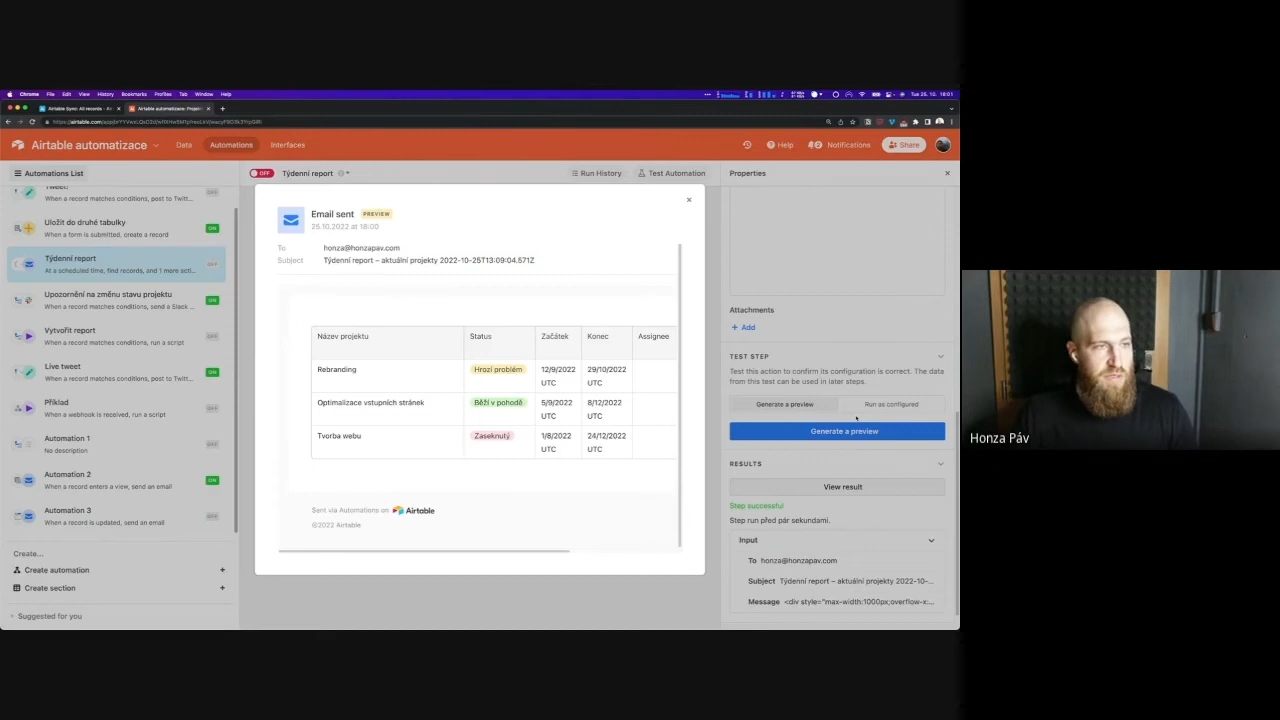 Chrome File Edit View History Bookmarks Profiles Tab Window Help
Tue 25. 10. 18:01
Airtable Sync: All records - Air
Airtable automatizace: Projekt
Airtable automatizace
Data
Automations
Interfaces
Help
Notifications
Share
Automations List
OFF
Týdenní report
Run History
Test Automation
Properties
Tweet!
When a record matches conditions, post to Twitt...
OFF
Uložit do druhé tabulky
When a form is submitted, create a record
ON
Týdenní report
At a scheduled time, find records, and 1 more acti...
OFF
Upozornění na změnu stavu projektu
When a record matches conditions, send a Slack ...
ON
Vytvořit report
When a record matches conditions, run a script
OFF
Live tweet
When a record matches conditions, post to Twitt...
ON
Příklad
When a webhook is received, run a script
OFF
Automation 1
No description
OFF
Automation 2
When a record enters a view, send an email
ON
Automation 3
When a record is updated, send an email
OFF
Create...
Create automation +
Create section +
+ Suggested for you
Email sent PREVIEW
25.10.2022 at 18:00
To honza@honzapav.com
Subject Týdenní report – aktuální projekty 2022-10-25T13:09:04.571Z
Název projektu Status Začátek Konec Assignee
Rebranding Hrozí problém 12/9/2022 UTC 29/10/2022 UTC
Optimalizace vstupních stránek Běží v pohodě 5/9/2022 UTC 8/12/2022 UTC
Tvorba webu Zaseknutý 1/8/2022 UTC 24/12/2022 UTC
Sent via Automations on Airtable
©2022 Airtable
Attachments
+ Add
TEST STEP
Test this action to confirm its configuration is correct. The data
from this test can be used in later steps.
Generate a preview
Run as configured
Generate a preview
RESULTS
View result
Step successful
Step run před pár sekundami.
Input
To honza@honzapav.com
Subject Týdenní report – aktuální projekty 2022-10-...
Message <div style="max-width:1000px;overflow-x:...
Honza Páv